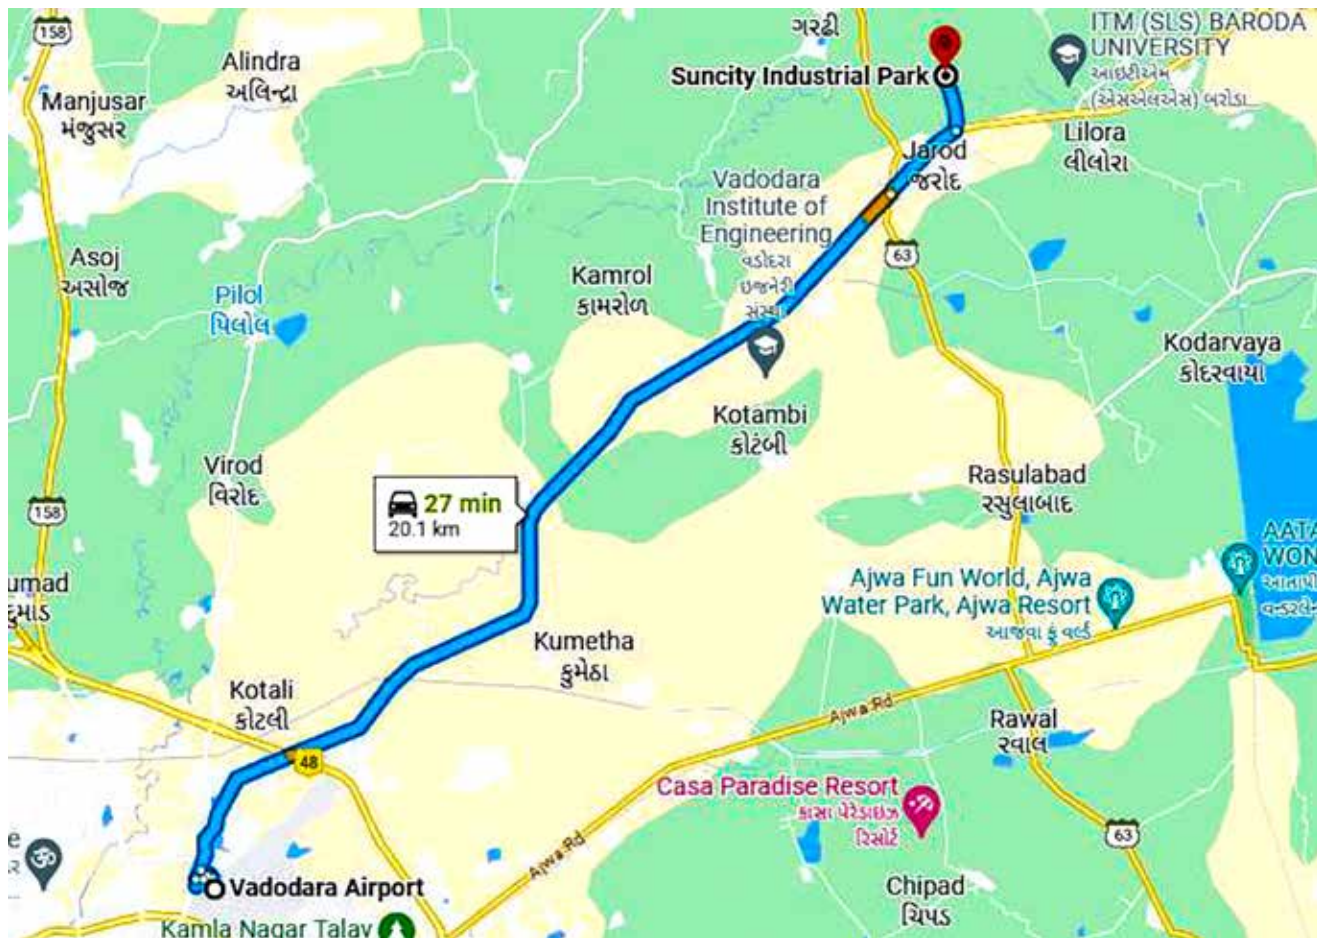 158
ગરઢી
ITM (SLS) BARODA
UNIVERSITY
આઇટીએમ
(એસએલએસ) બરોડા...
Alindra
અલિન્દ્રા
Suncity Industrial Park
Manjusar
મંજુસર
Lilora
લીલોરા
Jarod
જરોદ
Vadodara
Institute of
Engineering
વડોદરા
ઇજનેરી
સંસ્થા
63
Asoj
અસોજ
Kamrol
કામરોળ
Pilol
પિલોલ
Kodarvaya
કોદરવાયા
Kotambi
કોટંબી
Virod
વિરોદ
Rasulabad
રસુલાબાદ
27 min
20.1 km
158
Ajwa Fun World, Ajwa
Water Park, Ajwa Resort
આજવા ફન વર્લ્ડ
Kumetha
કુમેઠા
Kotali
કોટલી
Ajwa Rd
Rawal
રવાલ
48
Casa Paradise Resort
કાસા પેરેડાઇઝ
રિસોર્ટ
63
Ajwa Rd
Vadodara Airport
Chipad
ચિપડ
Kamla Nagar Talav